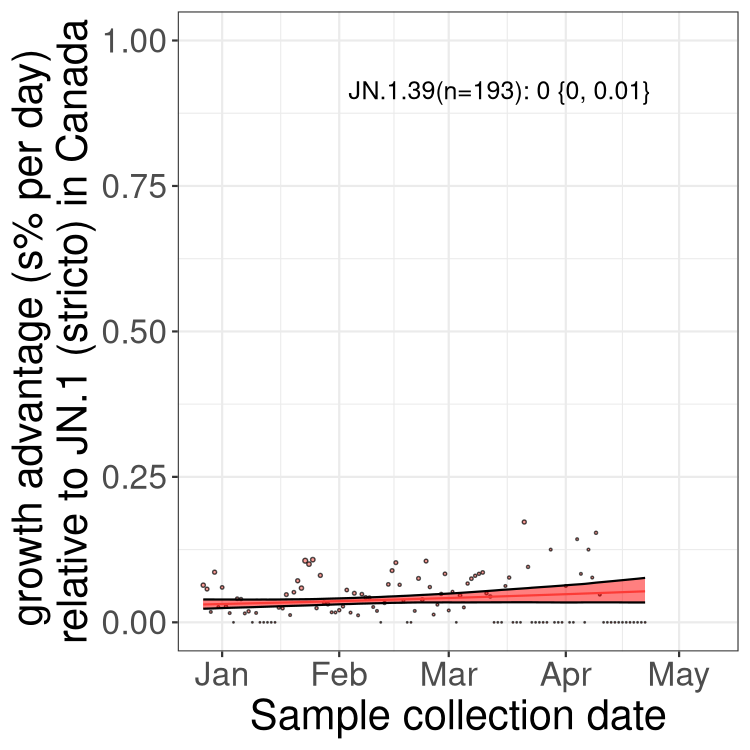 growth advantage (s% per day)
relative to JN.1 (stricto) in Canada
1.00
0.75
0.50
0.25
0.00
JN.1.39(n=193): 0 {0, 0.01}
Jan Feb Mar Apr May
Sample collection date